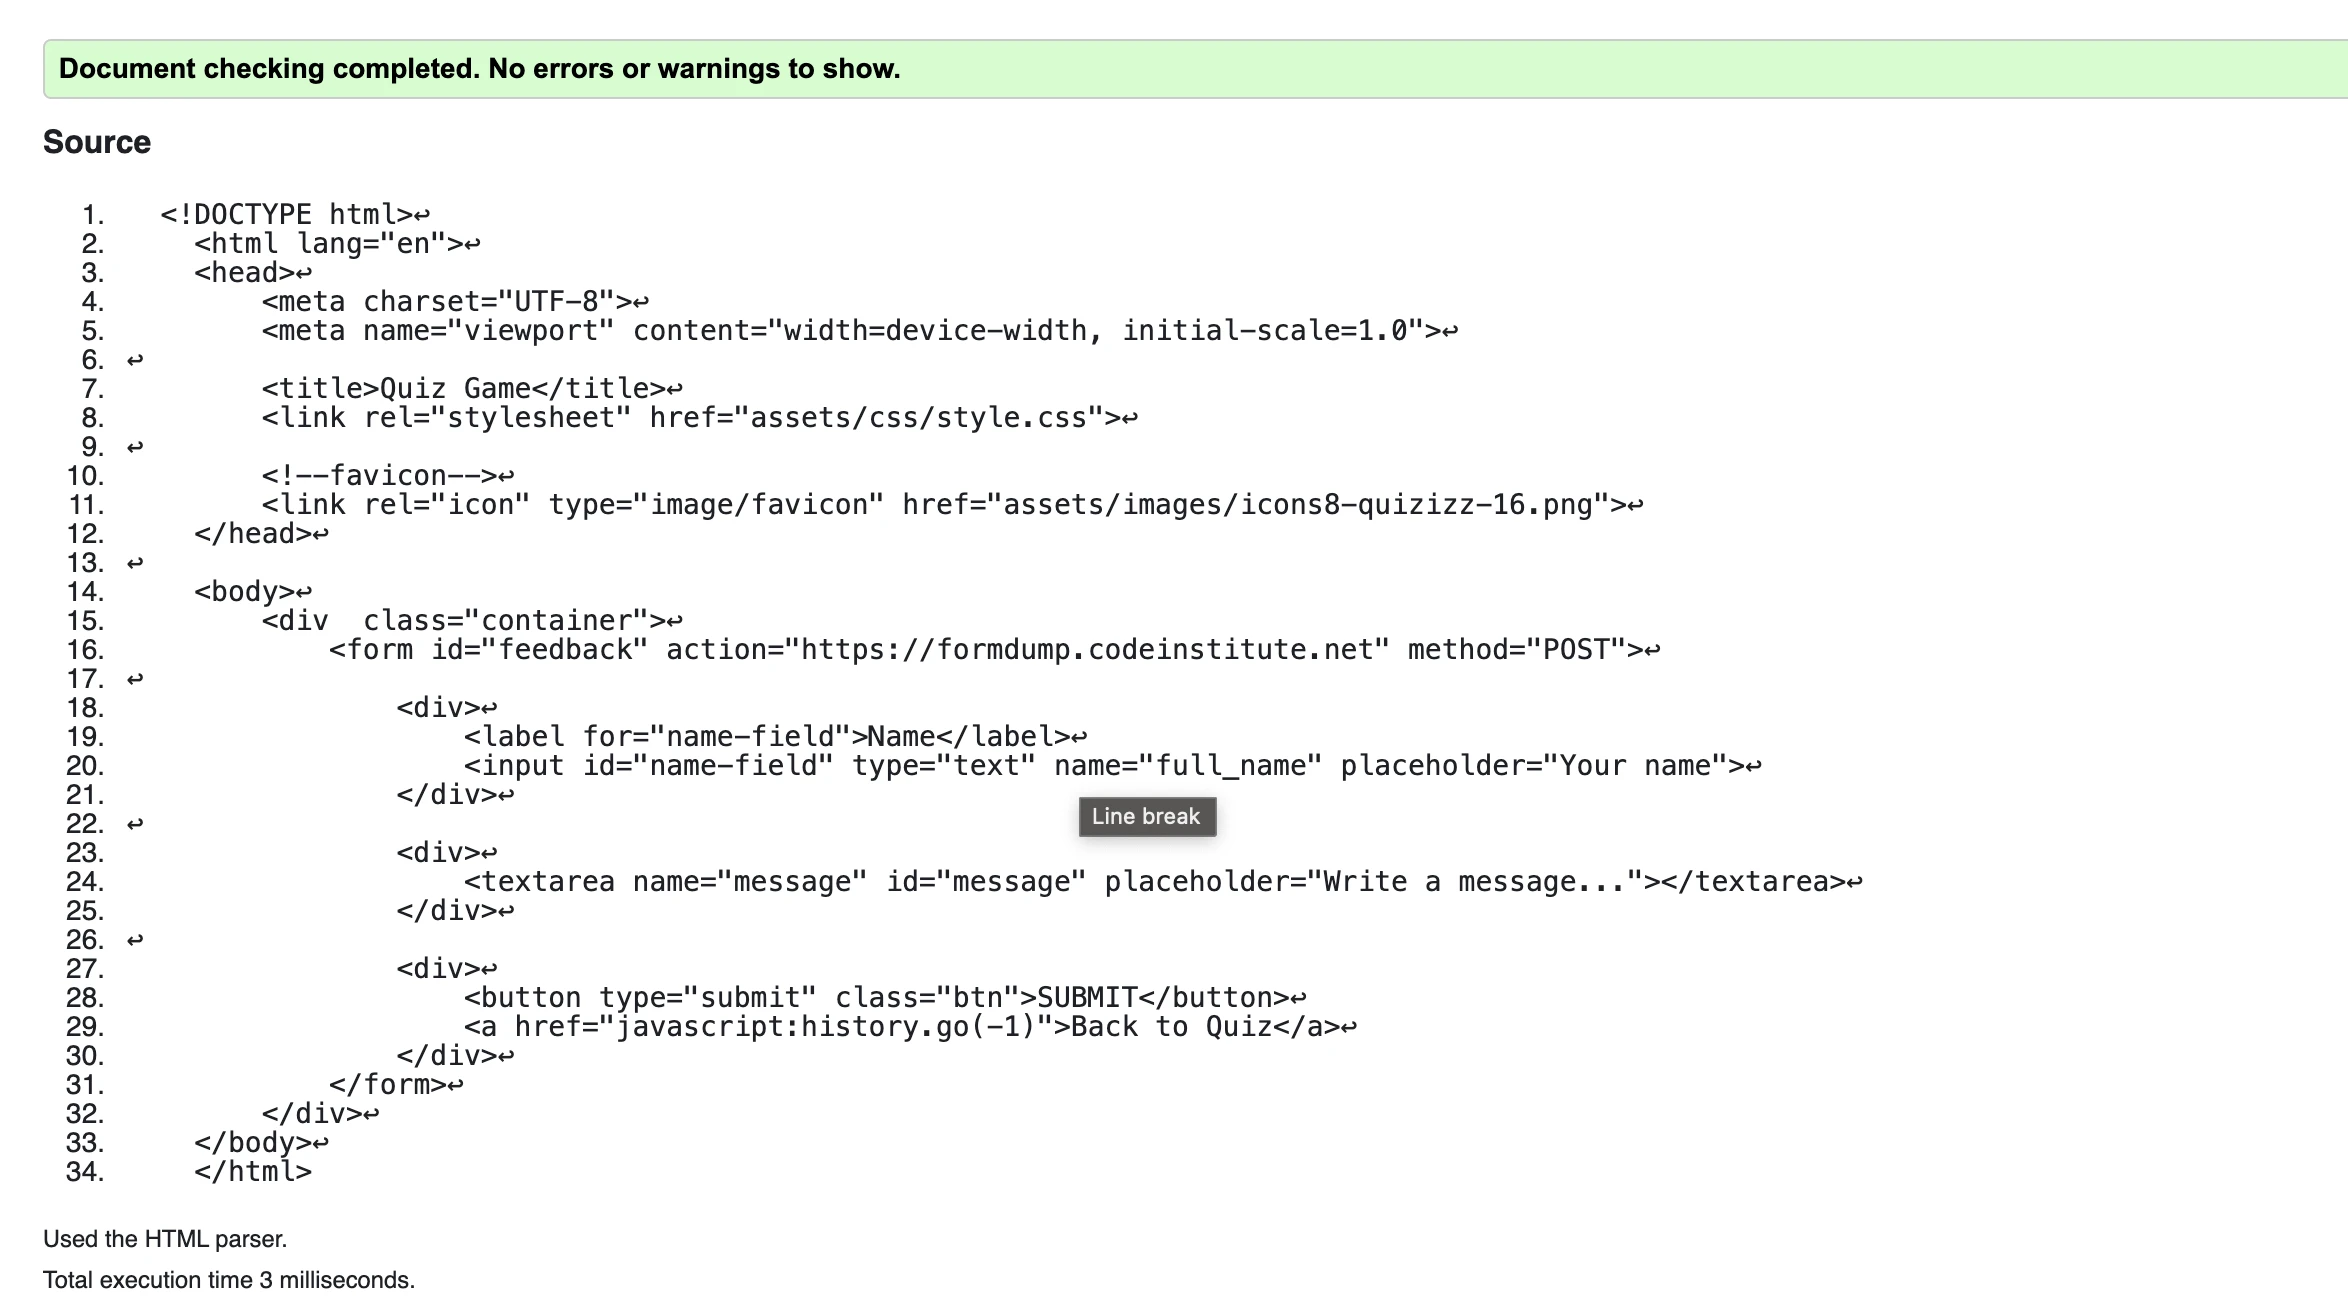 Document checking completed. No errors or warnings to show.
Source
1. <!DOCTYPE html>↩
2. <html lang="en">↩
3. <head>↩
4. <meta charset="UTF-8">↩
5. <meta name="viewport" content="width=device-width, initial-scale=1.0">↩
6. ↩
7. <title>Quiz Game</title>↩
8. <link rel="stylesheet" href="assets/css/style.css">↩
9. ↩
10. <!--favicon-->↩
11. <link rel="icon" type="image/favicon" href="assets/images/icons8-quizizz-16.png">↩
12. </head>↩
13. ↩
14. <body>↩
15. <div  class="container">↩
16. <form id="feedback" action="https://formdump.codeinstitute.net" method="POST">↩
17. ↩
18. <div>↩
19. <label for="name-field">Name</label>↩
20. <input id="name-field" type="text" name="full_name" placeholder="Your name">↩
21. </div>↩
Line break
22. ↩
23. <div>↩
24. <textarea name="message" id="message" placeholder="Write a message..."></textarea>↩
25. </div>↩
26. ↩
27. <div>↩
28. <button type="submit" class="btn">SUBMIT</button>↩
29. <a href="javascript:history.go(-1)">Back to Quiz</a>↩
30. </div>↩
31. </form>↩
32. </div>↩
33. </body>↩
34. </html>
Used the HTML parser.
Total execution time 3 milliseconds.